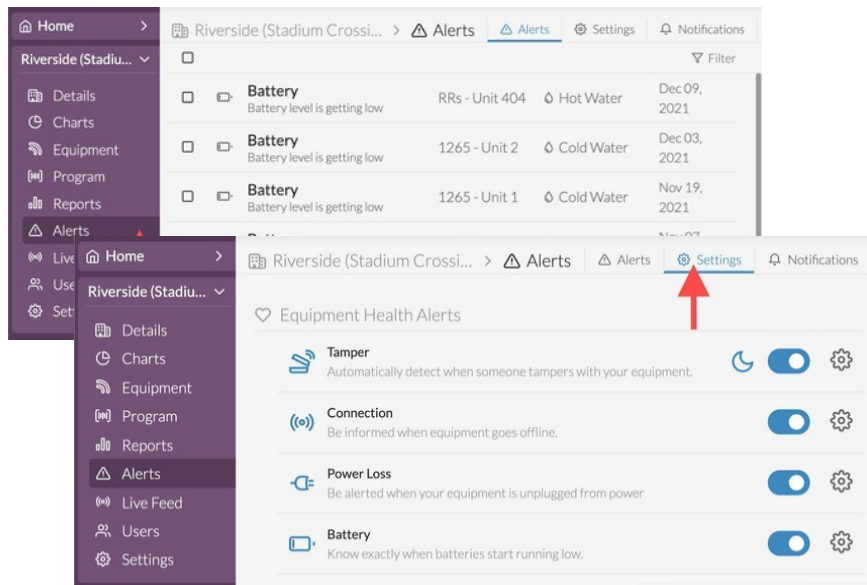 Home
Riverside (Stadiu...
Details
Charts
Equipment
Program
Reports
Alerts
Riverside (Stadium Crossi... > Alerts
Alerts
Settings
Notifications
Filter
Battery
Battery level is getting low
RRs - Unit 404
Hot Water
Dec 09,
2021
Battery
Battery level is getting low
1265 - Unit 2
Cold Water
Dec 03,
2021
Battery
Battery level is getting low
1265 - Unit 1
Cold Water
Nov 19,
2021
Home
Riverside (Stadiu...
Details
Charts
Equipment
Program
Reports
Alerts
Live Feed
Users
Settings
Riverside (Stadium Crossi... > Alerts
Alerts
Settings
Notifications
Equipment Health Alerts
Tamper
Automatically detect when someone tampers with your equipment.
Connection
Be informed when equipment goes offline.
Power Loss
Be alerted when your equipment is unplugged from power
Battery
Know exactly when batteries start running low.